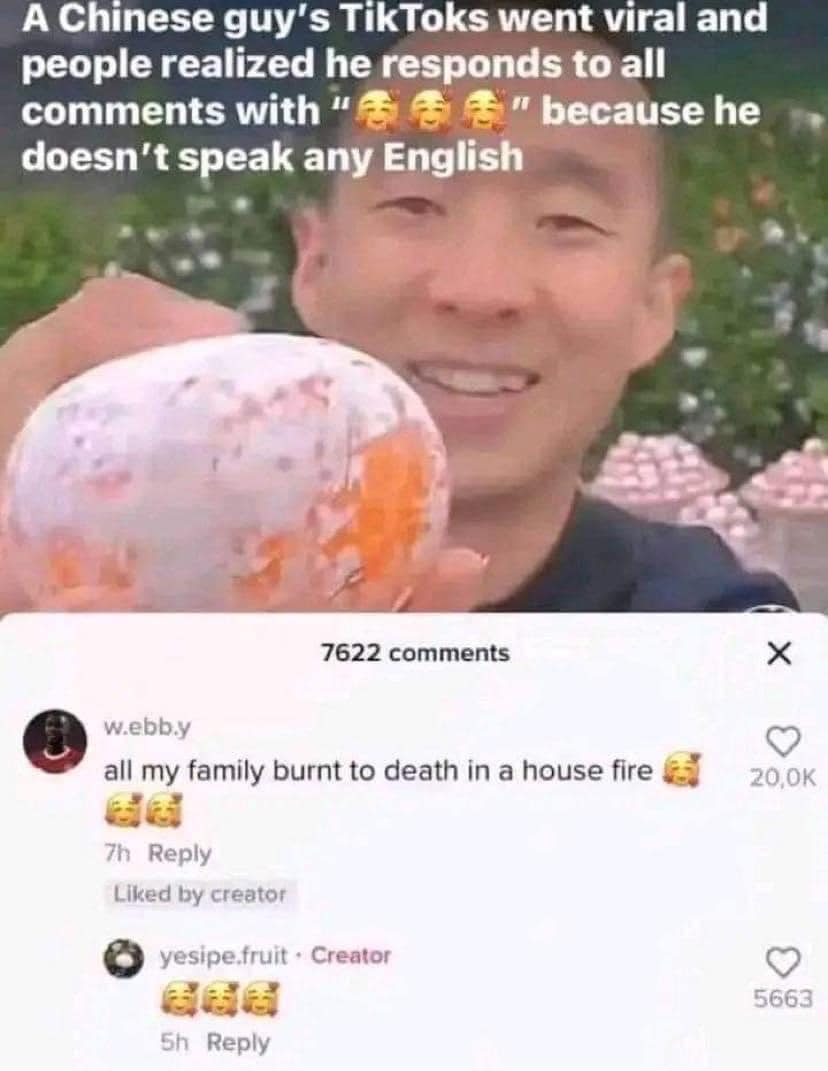 A Chinese guy's TikToks went viral and
people realized he responds to all
comments with "🥰🥰🥰" because he
doesn't speak any English
7622 comments
w.ebb.y
all my family burnt to death in a house fire 🥰
🥰🥰
20,0K
7h Reply
Liked by creator
yesipe.fruit · Creator
🥰🥰🥰
5663
5h Reply